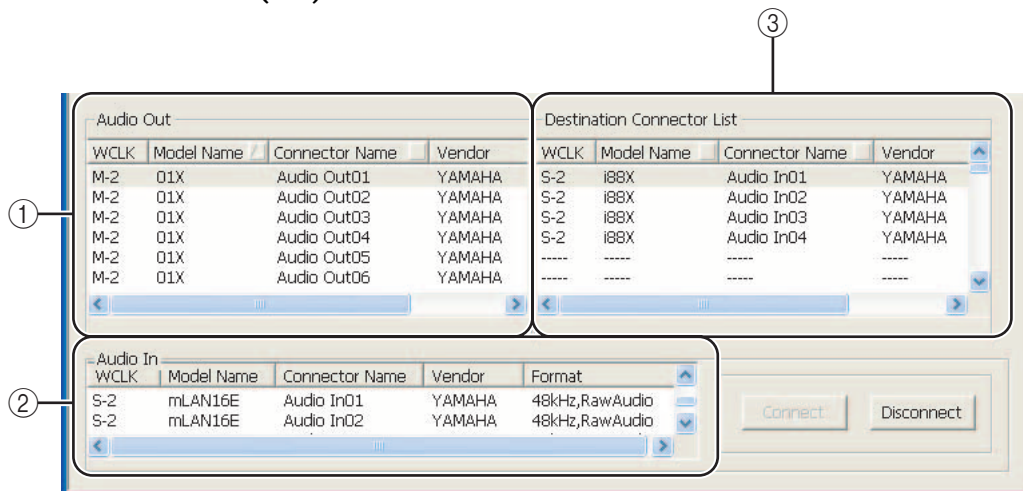 ③
Audio Out
WCLK Model Name Connector Name Vendor
M-2 01X Audio Out01 YAMAHA
M-2 01X Audio Out02 YAMAHA
M-2 01X Audio Out03 YAMAHA
M-2 01X Audio Out04 YAMAHA
M-2 01X Audio Out05 YAMAHA
M-2 01X Audio Out06 YAMAHA
①
Destination Connector List
WCLK Model Name Connector Name Vendor
S-2 i88X Audio In01 YAMAHA
S-2 i88X Audio In02 YAMAHA
S-2 i88X Audio In03 YAMAHA
S-2 i88X Audio In04 YAMAHA
----- ----- ----- -----
----- ----- ----- -----
Audio In
WCLK Model Name Connector Name Vendor Format
S-2 mLAN16E Audio In01 YAMAHA 48kHz,RawAudio
S-2 mLAN16E Audio In02 YAMAHA 48kHz,RawAudio
②
Connect
Disconnect